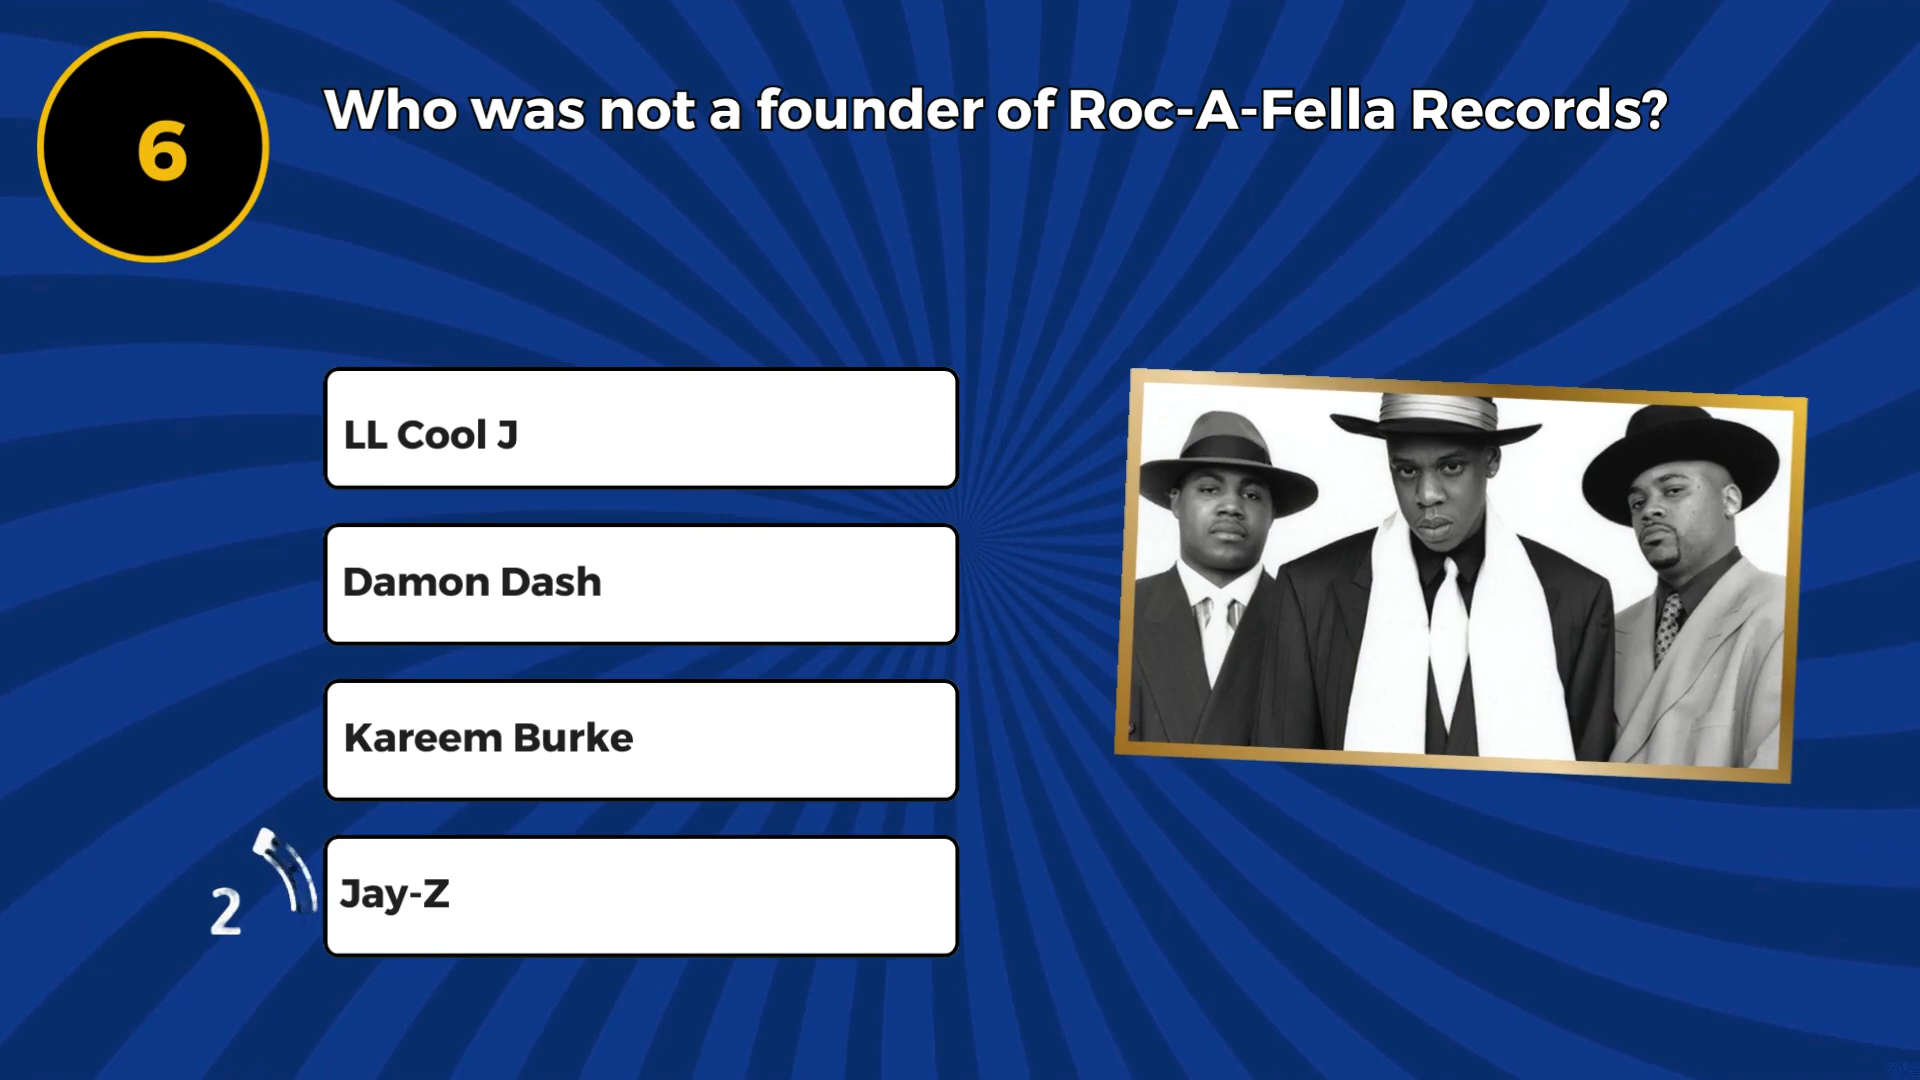 6
Who was not a founder of Roc-A-Fella Records?
LL Cool J
Damon Dash
Kareem Burke
Jay-Z
2